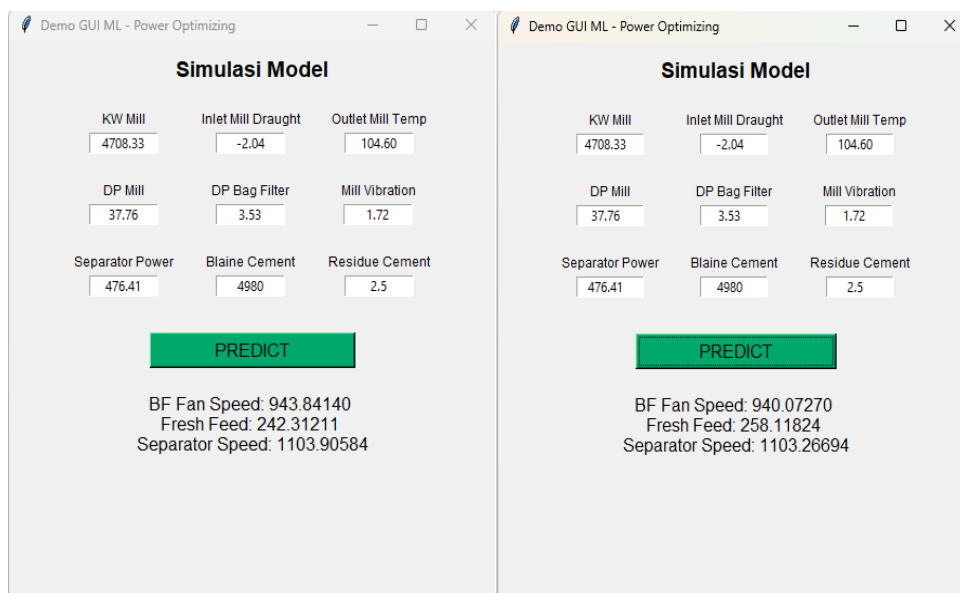 Demo GUI ML - Power Optimizing
Simulasi Model
KW Mill Inlet Mill Draught Outlet Mill Temp
4708.33 -2.04 104.60
DP Mill DP Bag Filter Mill Vibration
37.76 3.53 1.72
Separator Power Blaine Cement Residue Cement
476.41 4980 2.5
PREDICT
BF Fan Speed: 943.84140
Fresh Feed: 242.31211
Separator Speed: 1103.90584
Demo GUI ML - Power Optimizing
Simulasi Model
KW Mill Inlet Mill Draught Outlet Mill Temp
4708.33 -2.04 104.60
DP Mill DP Bag Filter Mill Vibration
37.76 3.53 1.72
Separator Power Blaine Cement Residue Cement
476.41 4980 2.5
PREDICT
BF Fan Speed: 940.07270
Fresh Feed: 258.11824
Separator Speed: 1103.26694